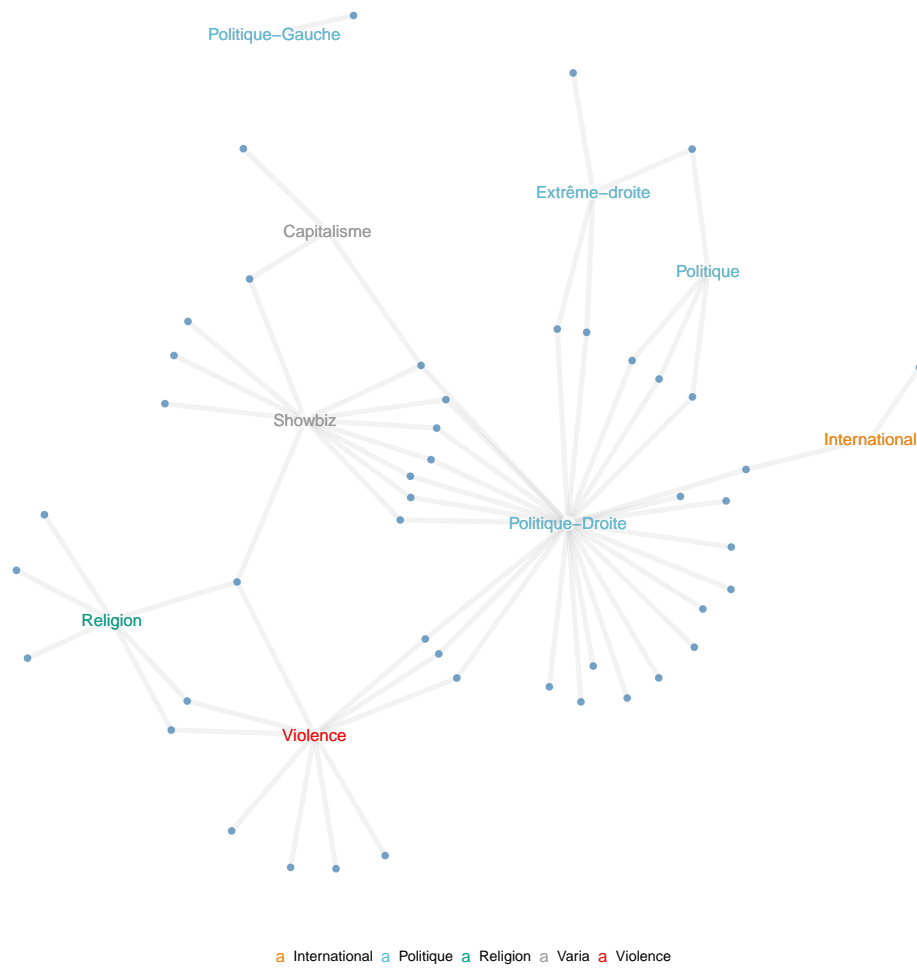 Politique−Gauche
Extrême−droite
Capitalisme
Politique
Showbiz
International
Politique−Droite
Religion
Violence
a International a Politique a Religion a Varia a Violence